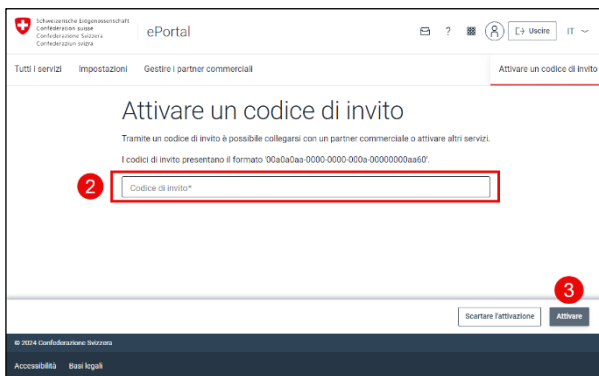 Schweizerische Eidgenossenschaft
Confédération suisse
Confederazione Svizzera
Confederaziun svizra
ePortal
?
Uscire
IT
Tutti i servizi Impostazioni Gestire i partner commerciali Attivare un codice di invito
Attivare un codice di invito
Tramite un codice di invito è possibile collegarsi con un partner commerciale o attivare altri servizi.
I codici di invito presentano il formato '00a0a0aa-0000-0000-000a-00000000aa60'.
2
Codice di invito*
3
Scartare l'attivazione Attivare
© 2024 Confederazione Svizzera
Accessibilità Basi legali